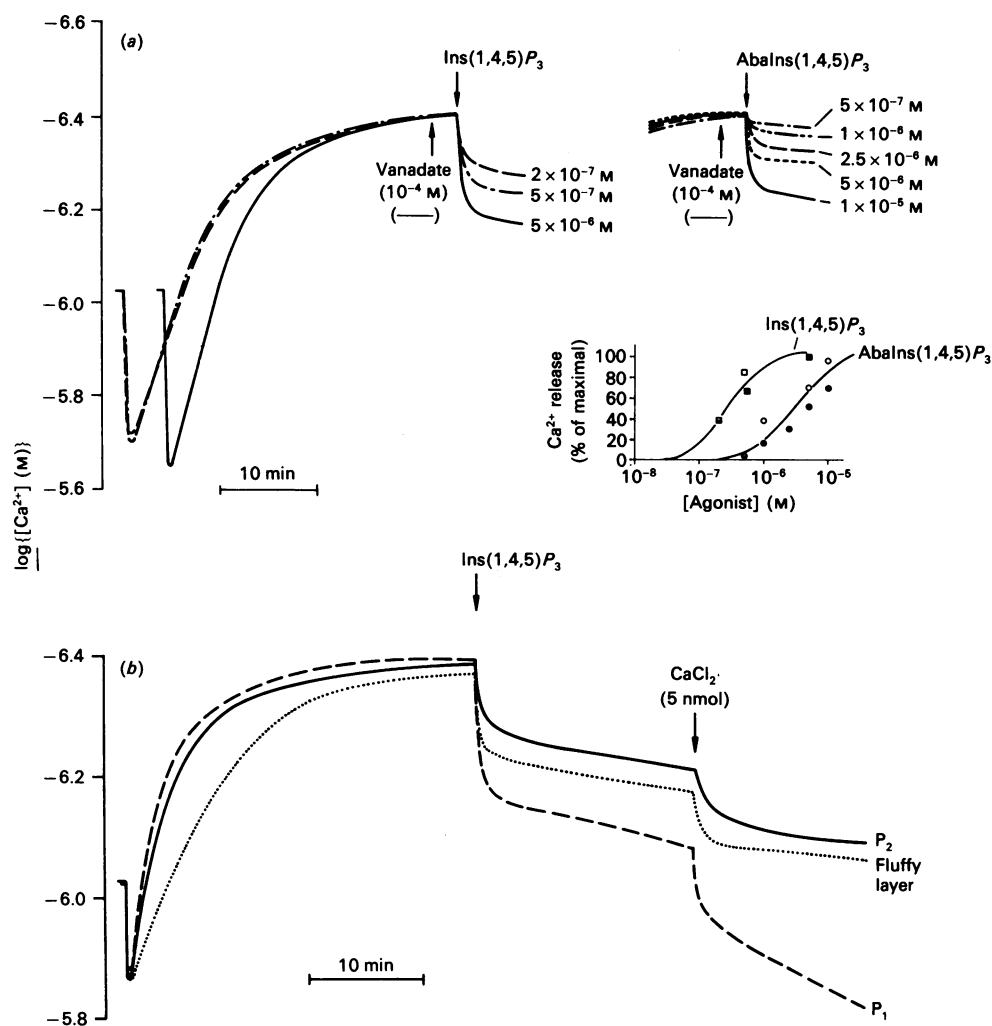 (a)
−6.6
−6.4
−6.2
−6.0
−5.8
−5.6
Ins(1,4,5)P₃
Vanadate
(10⁻⁴ M)
(——)
2 × 10⁻⁷ M
5 × 10⁻⁷ M
5 × 10⁻⁶ M
10 min
AbaIns(1,4,5)P₃
Vanadate
(10⁻⁴ M)
(——)
5 × 10⁻⁷ M
1 × 10⁻⁶ M
2.5 × 10⁻⁶ M
5 × 10⁻⁶ M
1 × 10⁻⁵ M
Ca²⁺ release
(% of maximal)
100
80
60
40
20
0
Ins(1,4,5)P₃
AbaIns(1,4,5)P₃
10⁻⁸
10⁻⁷
10⁻⁶
10⁻⁵
[Agonist] (M)
log{[Ca²⁺] (M)}
(b)
−6.4
−6.2
−6.0
−5.8
Ins(1,4,5)P₃
CaCl₂
(5 nmol)
10 min
P₂
Fluffy
layer
P₁